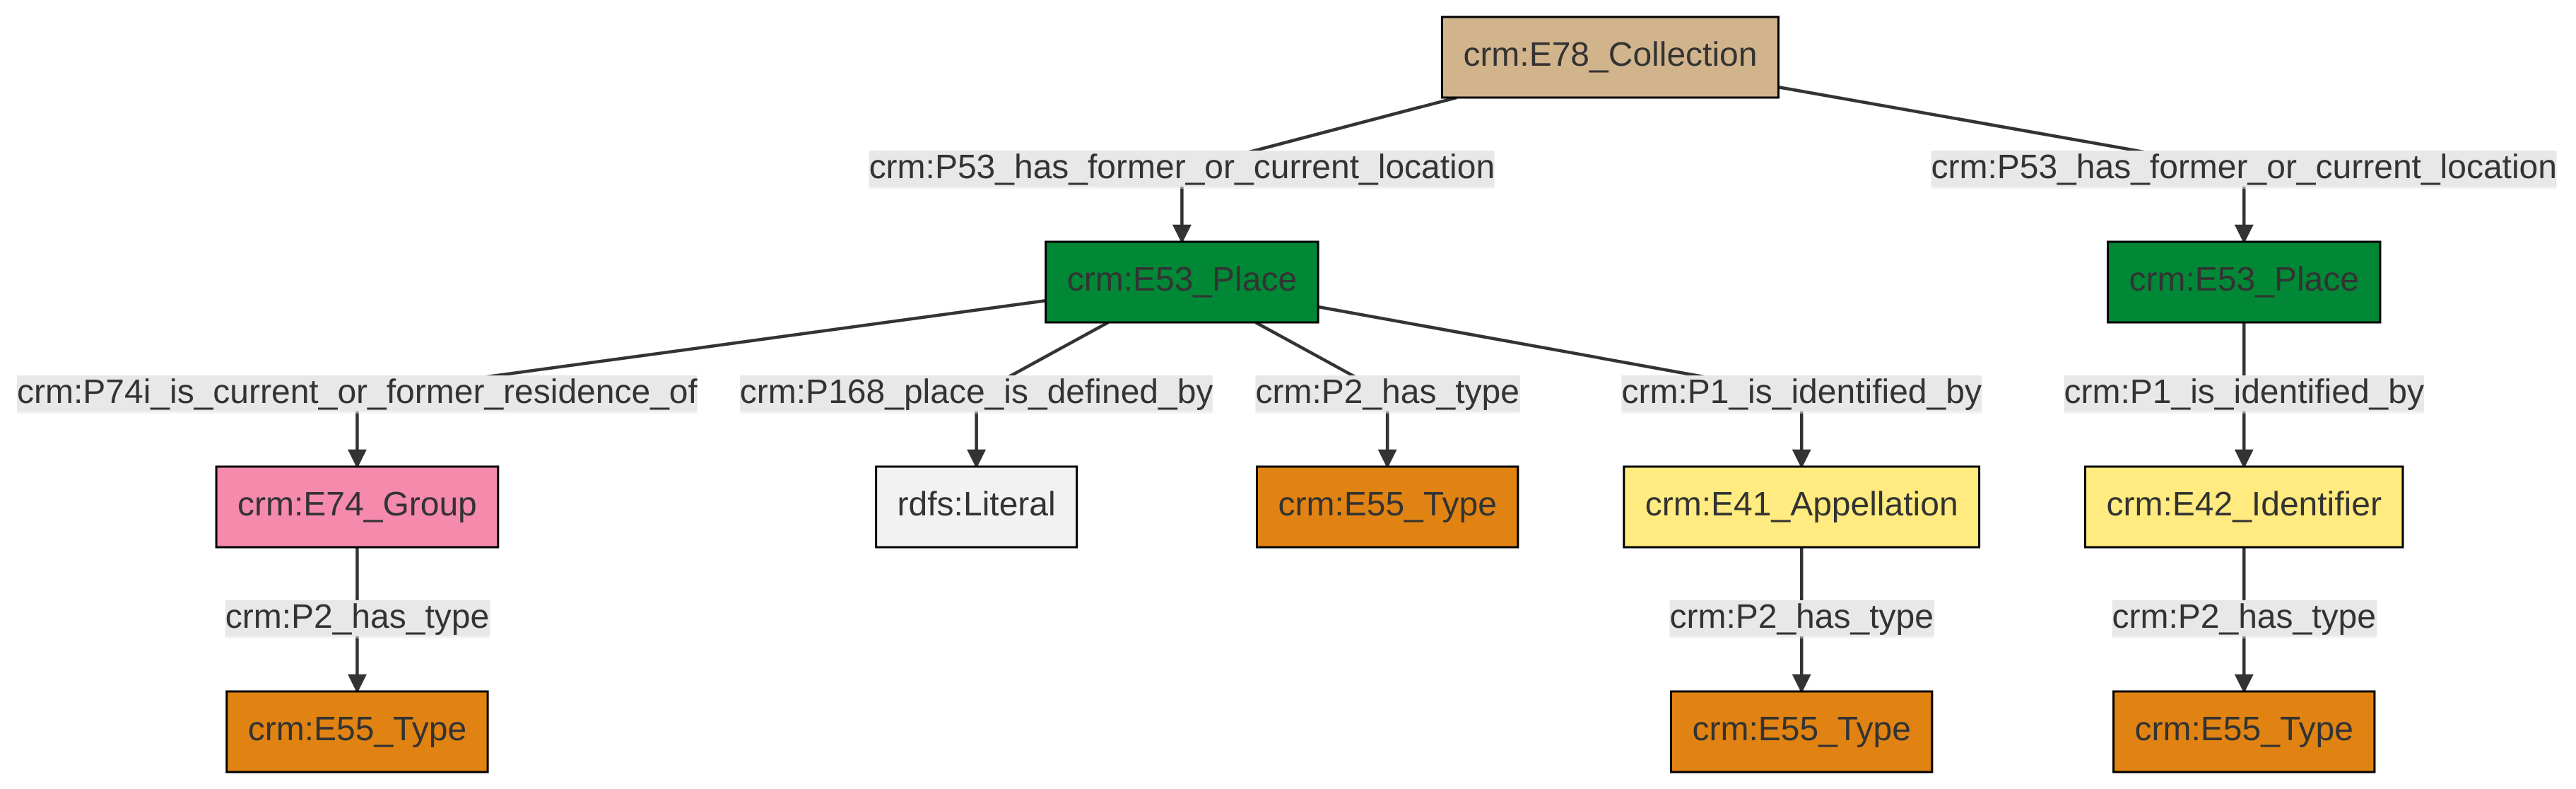 crm:E78_Collection
crm:P53_has_former_or_current_location
crm:P53_has_former_or_current_location
crm:E53_Place
crm:E53_Place
crm:P74i_is_current_or_former_residence_of
crm:P168_place_is_defined_by
crm:P2_has_type
crm:P1_is_identified_by
crm:P1_is_identified_by
crm:E74_Group
rdfs:Literal
crm:E55_Type
crm:E41_Appellation
crm:E42_Identifier
crm:P2_has_type
crm:P2_has_type
crm:P2_has_type
crm:E55_Type
crm:E55_Type
crm:E55_Type